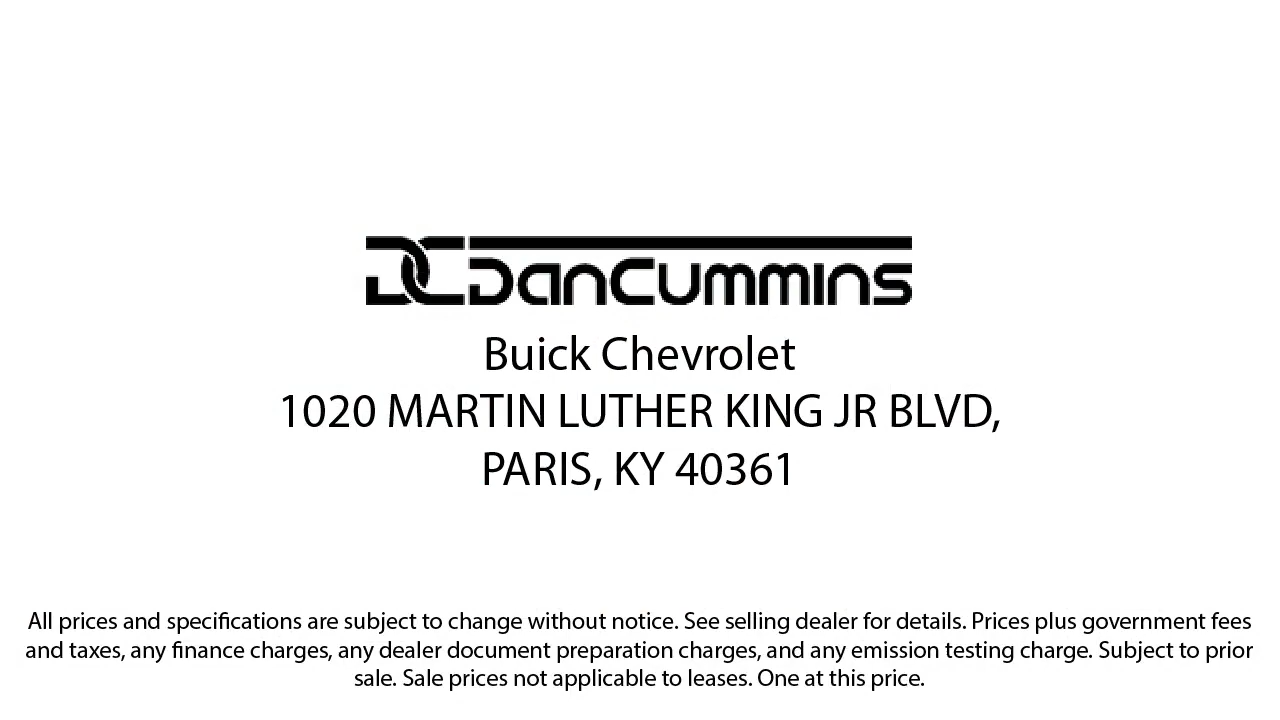 DC DanCummins
Buick Chevrolet
1020 MARTIN LUTHER KING JR BLVD,
PARIS, KY 40361
All prices and specifications are subject to change without notice. See selling dealer for details. Prices plus government fees
and taxes, any finance charges, any dealer document preparation charges, and any emission testing charge. Subject to prior
sale. Sale prices not applicable to leases. One at this price.